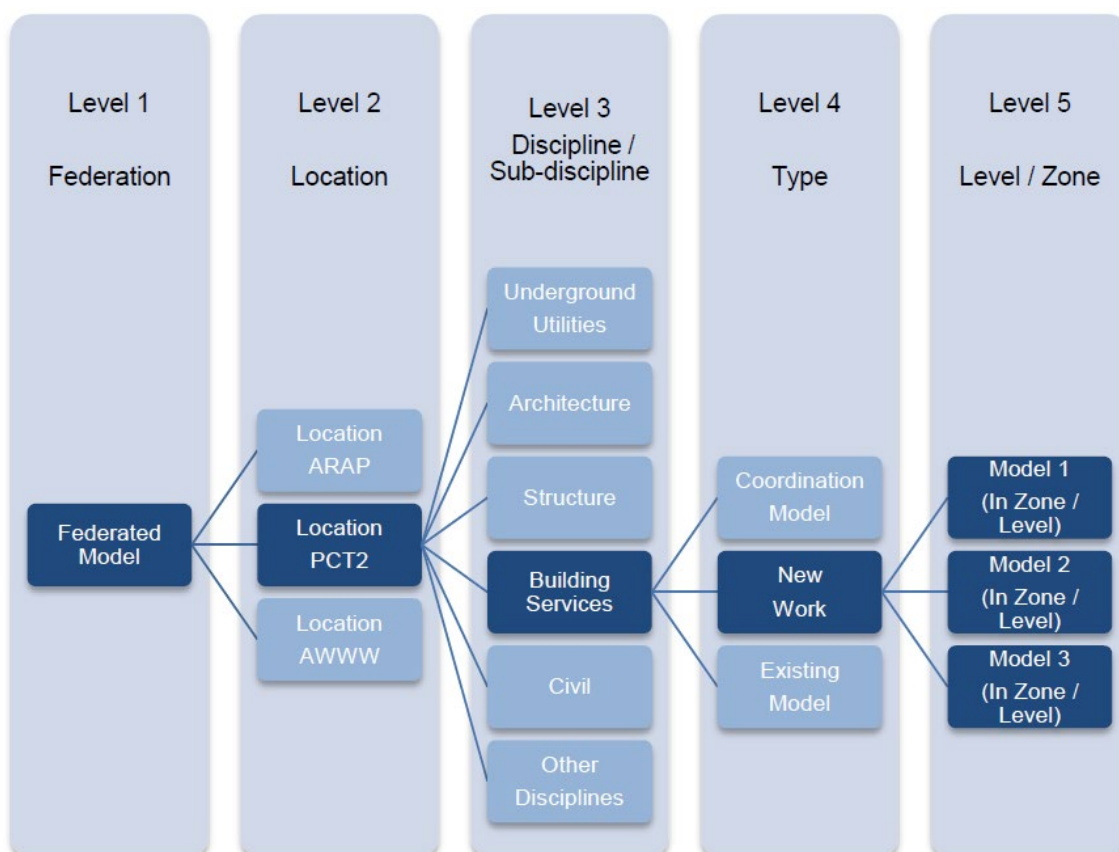 Level 1
Federation
Level 2
Location
Level 3
Discipline /
Sub-discipline
Level 4
Type
Level 5
Level / Zone
Federated
Model
Location
ARAP
Location
PCT2
Location
AWWW
Underground
Utilities
Architecture
Structure
Building
Services
Civil
Other
Disciplines
Coordination
Model
New
Work
Existing
Model
Model 1
(In Zone /
Level)
Model 2
(In Zone /
Level)
Model 3
(In Zone /
Level)